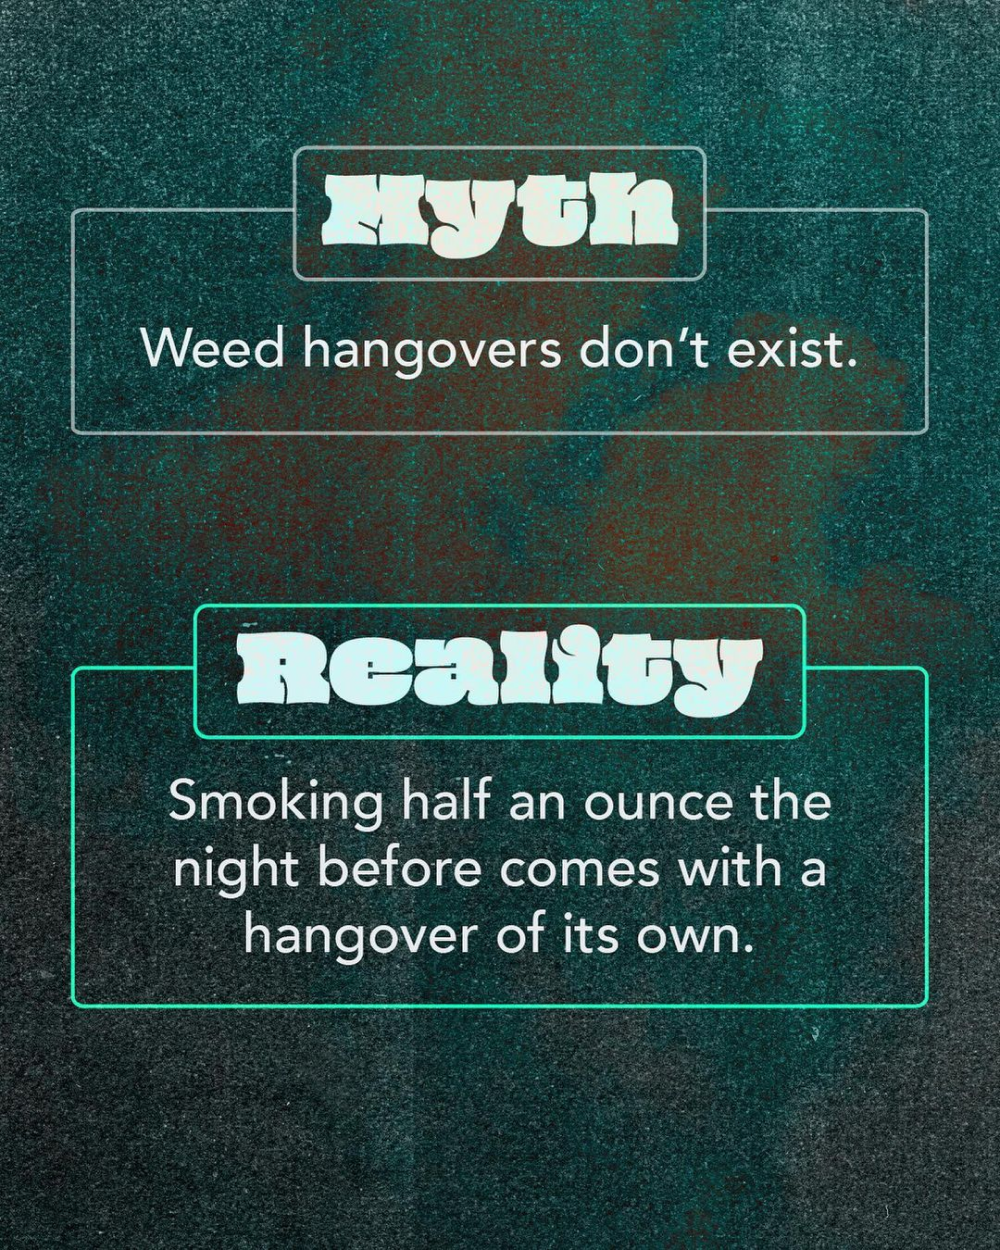 Myth
Weed hangovers don’t exist.
Reality
Smoking half an ounce the
night before comes with a
hangover of its own.